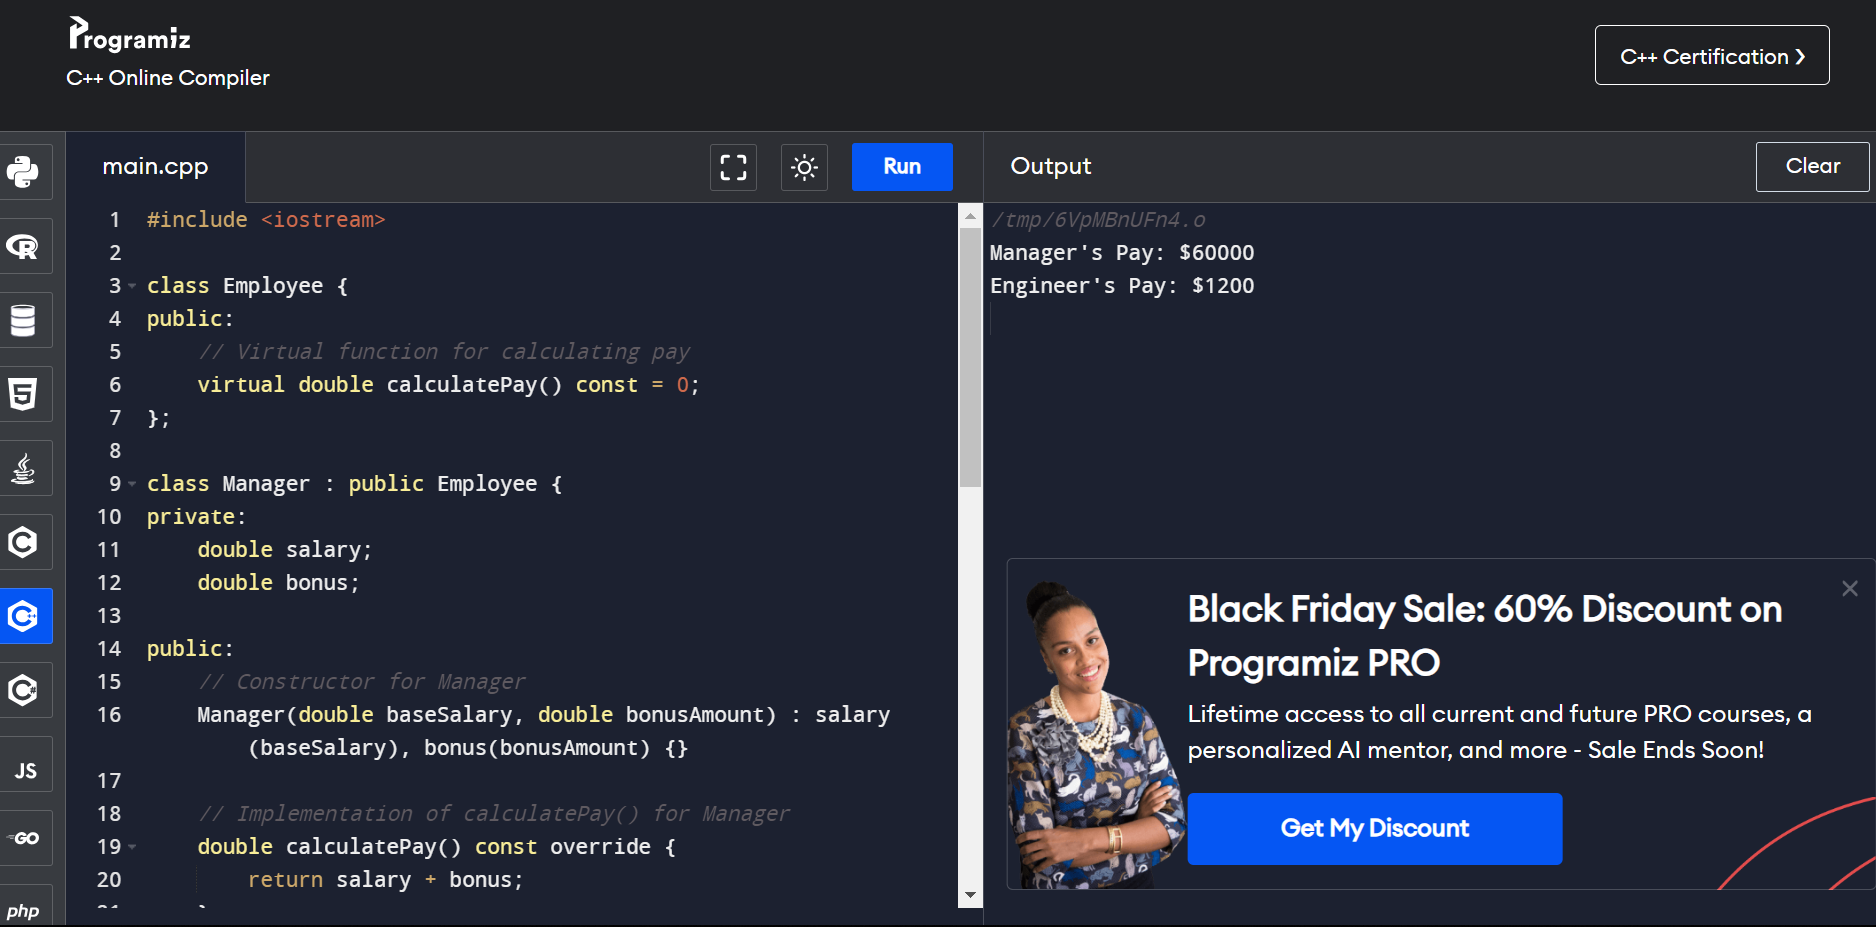 Programiz
C++ Online Compiler
C++ Certification ❯
main.cpp
Run
Output
Clear
1 #include <iostream>
2
3 class Employee {
4 public:
5 // Virtual function for calculating pay
6 virtual double calculatePay() const = 0;
7 };
8
9 class Manager : public Employee {
10 private:
11 double salary;
12 double bonus;
13
14 public:
15 // Constructor for Manager
16 Manager(double baseSalary, double bonusAmount) : salary
(baseSalary), bonus(bonusAmount) {}
17
18 // Implementation of calculatePay() for Manager
19 double calculatePay() const override {
20 return salary + bonus;
/tmp/6VpMBnUFn4.o
Manager's Pay: $60000
Engineer's Pay: $1200
Black Friday Sale: 60% Discount on
Programiz PRO
Lifetime access to all current and future PRO courses, a
personalized AI mentor, and more - Sale Ends Soon!
Get My Discount
R
5
C
C++
C#
JS
GO
php